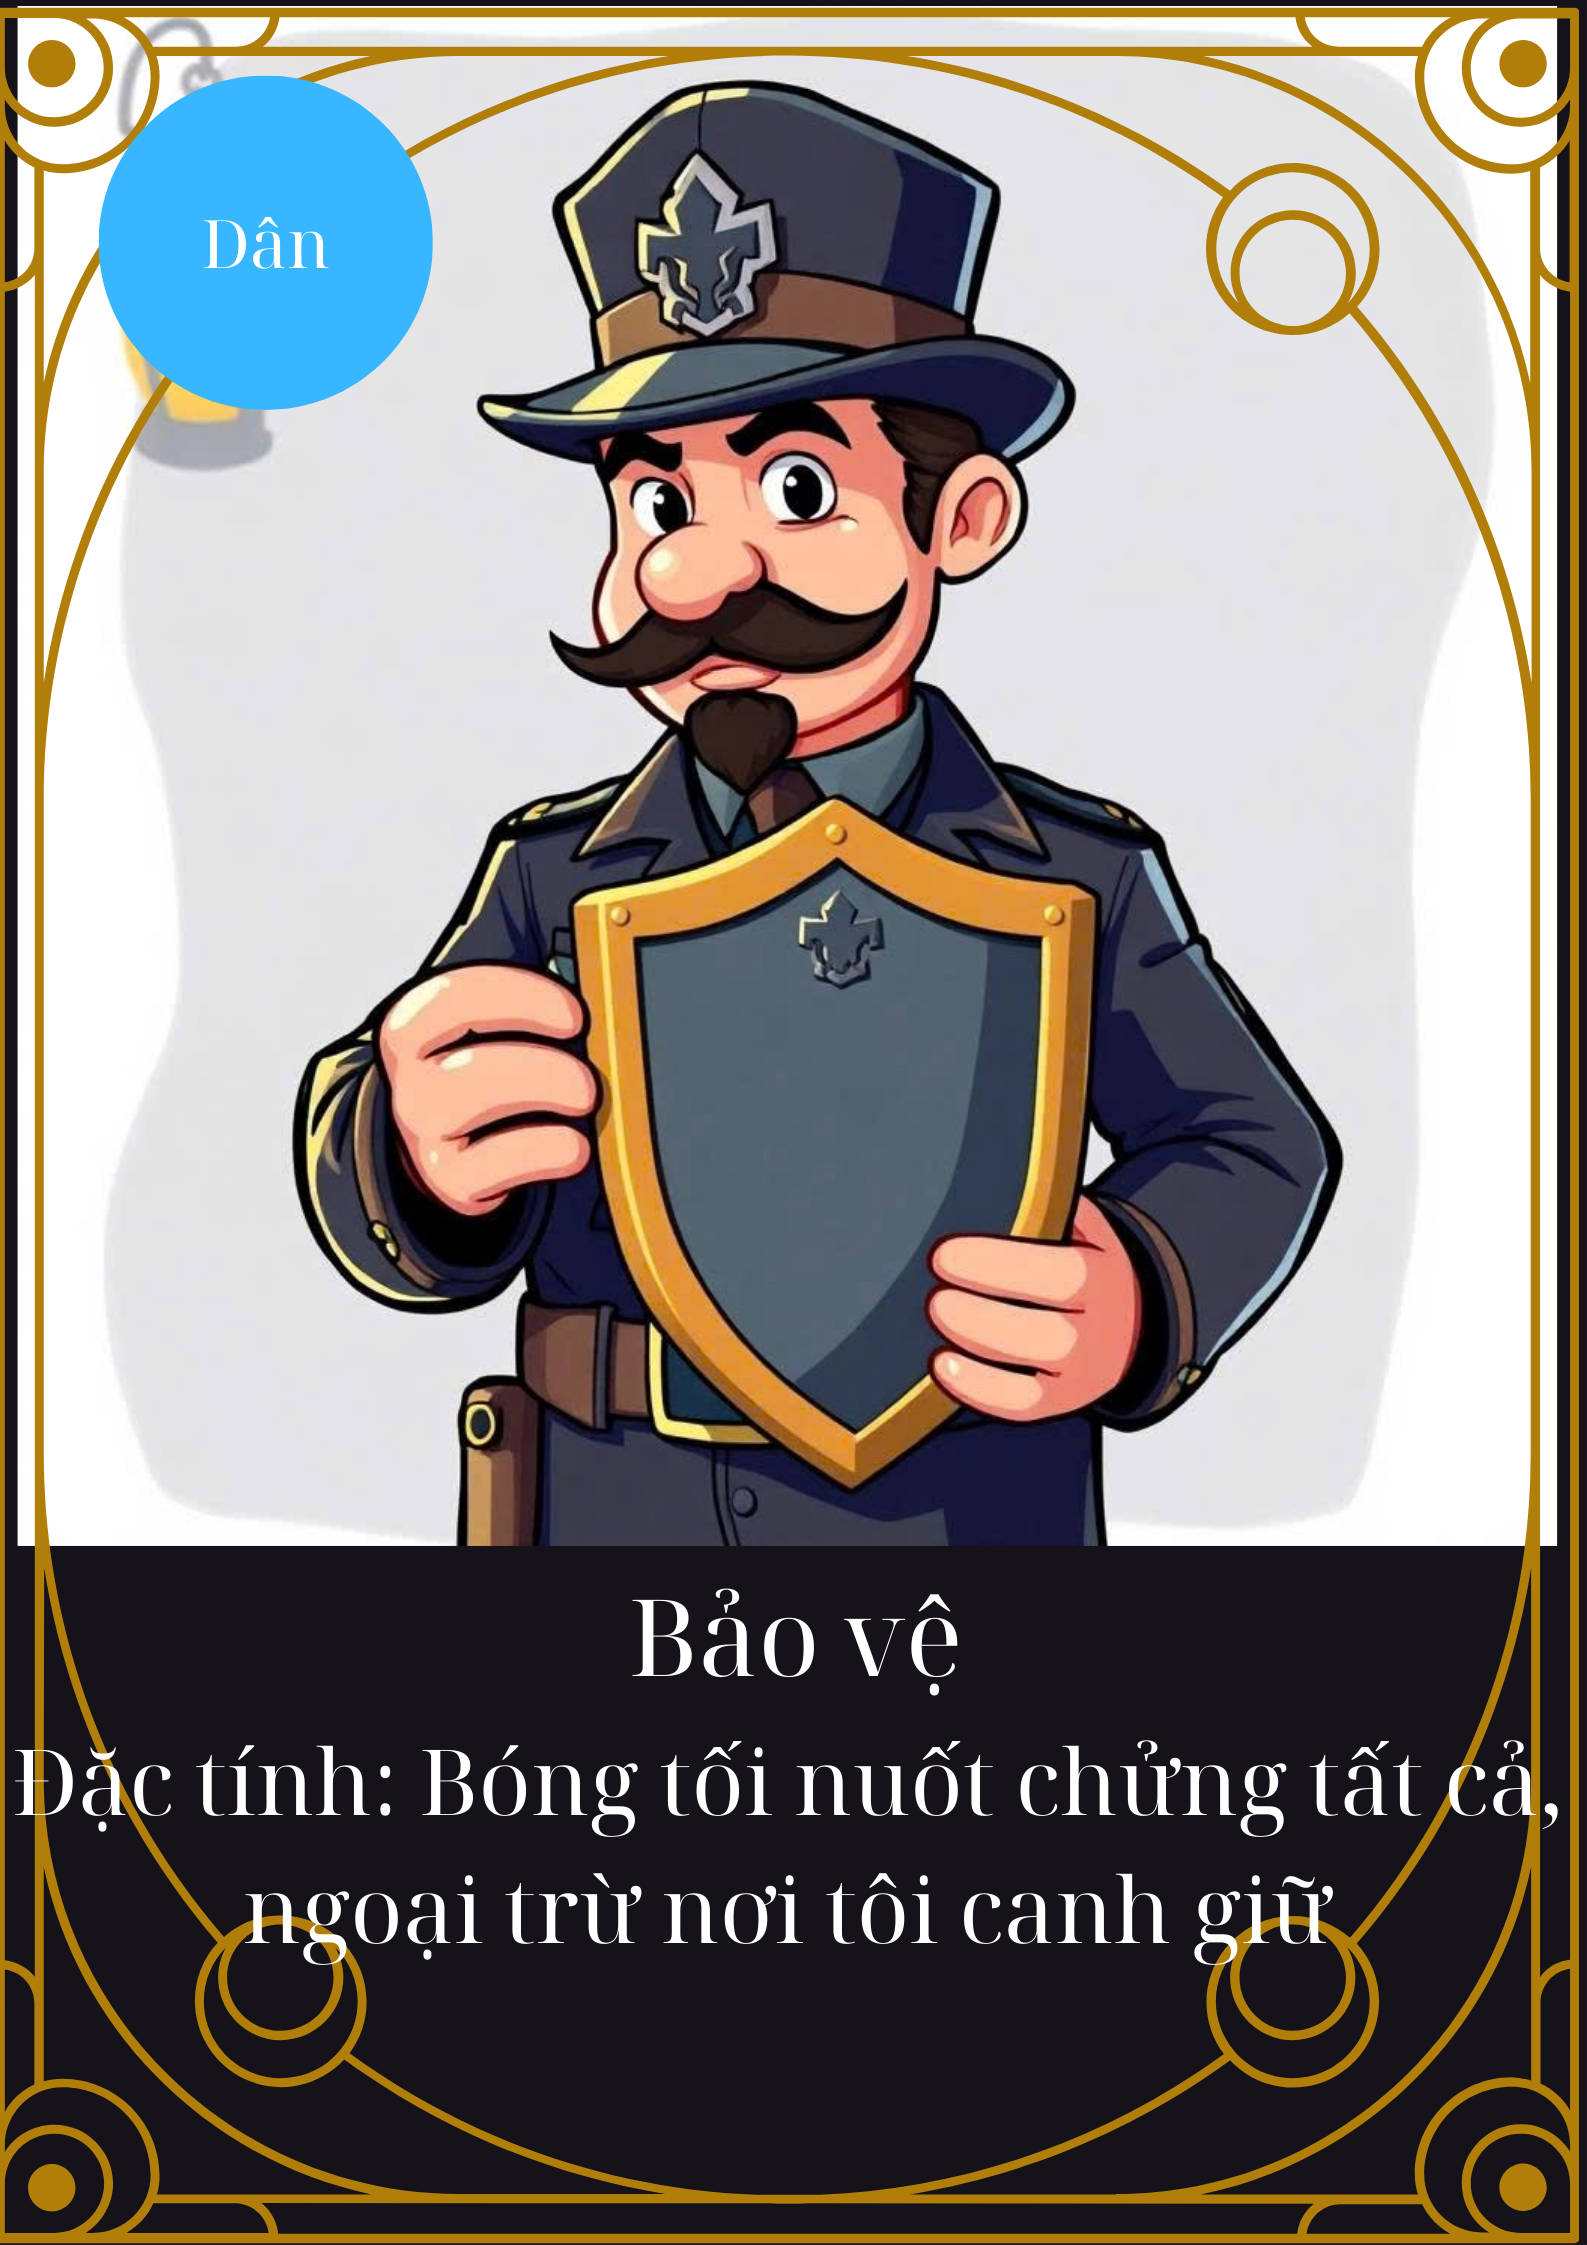 Dân
Bảo vệ
Đặc tính: Bóng tối nuốt chửng tất cả,
ngoại trừ nơi tôi canh giữ